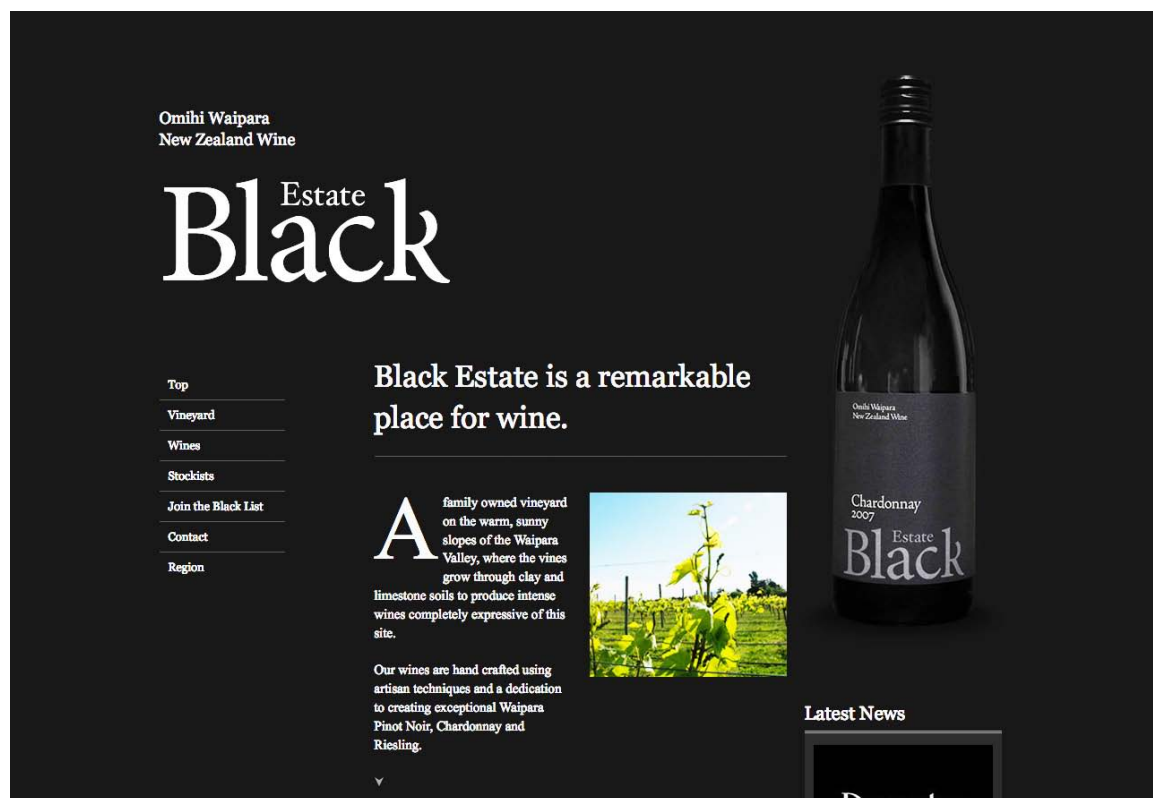 Omihi Waipara
New Zealand Wine
Estate
Black
Top
Vineyard
Wines
Stockists
Join the Black List
Contact
Region
Black Estate is a remarkable
place for wine.
A family owned vineyard
on the warm, sunny
slopes of the Waipara
Valley, where the vines
grow through clay and
limestone soils to produce intense
wines completely expressive of this
site.
Our wines are hand crafted using
artisan techniques and a dedication
to creating exceptional Waipara
Pinot Noir, Chardonnay and
Riesling.
Omihi Waipara
New Zealand Wine
Chardonnay
2007
Estate
Black
Latest News